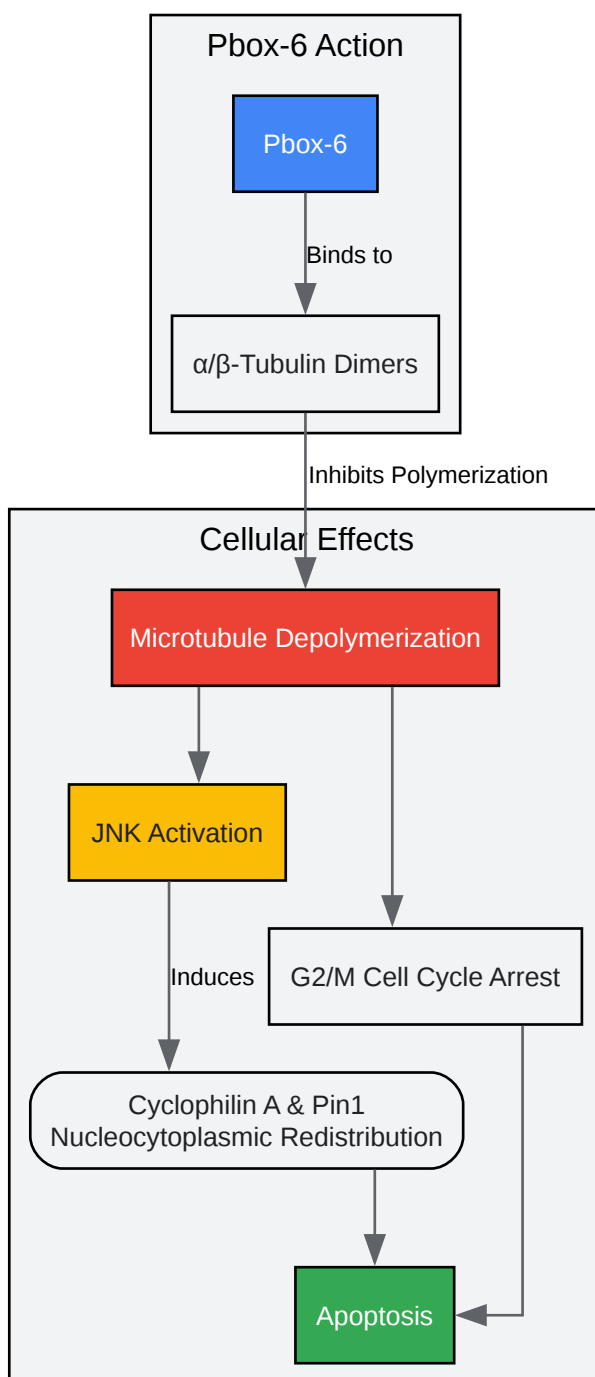 Pbox-6 Action
Pbox-6
Binds to
α/β-Tubulin Dimers
Inhibits Polymerization
Cellular Effects
Microtubule Depolymerization
JNK Activation
Induces
G2/M Cell Cycle Arrest
Cyclophilin A & Pin1
Nucleocytoplasmic Redistribution
Apoptosis